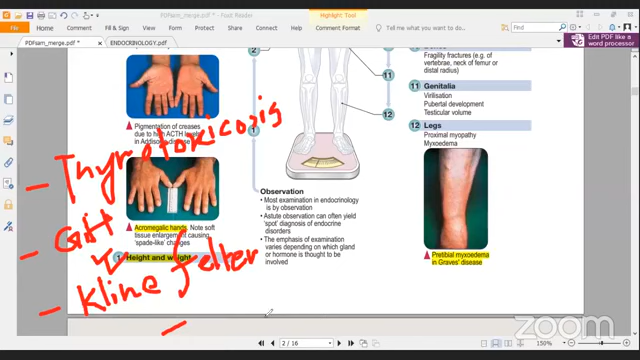 PDFsam_merge.pdf * - Foxit Reader
Highlight Tool
File Home Comment View Form Protect Share Help Comment Format
Tell me what you want to do...
Find
PDFsam_merge.pdf *
ENDOCRINOLOGY.pdf
Edit PDF like a
word processor
2
Pigmentation of creases
due to high ACTH levels
in Addison's disease
Acromegalic hands. Note soft
tissue enlargement causing
'spade-like' changes
1 Height and weight
1
11
12
Observation
• Most examination in endocrinology
is by observation
• Astute observation can often yield
'spot' diagnosis of endocrine
disorders
• The emphasis of examination
varies depending on which gland
or hormone is thought to be
involved
Fragility fractures (e.g. of
vertebrae, neck of femur
or distal radius)
11 Genitalia
Virilisation
Pubertal development
Testicular volume
12 Legs
Proximal myopathy
Myxoedema
Pretibial myxoedema
in Graves' disease
- Thyrotoxicosis
- GH
- Kline felter
-
2 / 16
150%
zoom